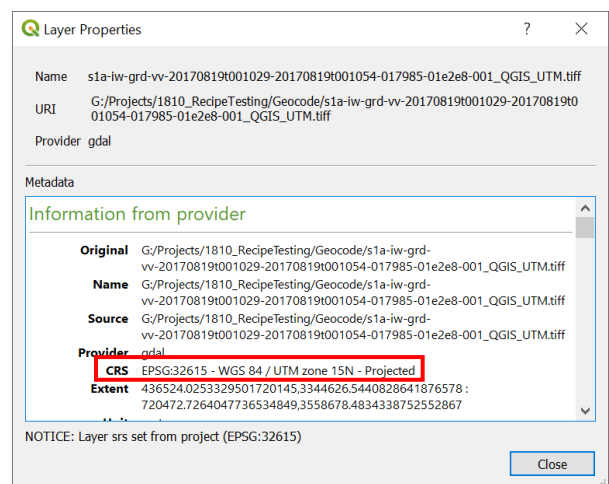 Layer Properties ? ×
Name s1a-iw-grd-vv-20170819t001029-20170819t001054-017985-01e2e8-001_QGIS_UTM.tiff
URI G:/Projects/1810_RecipeTesting/Geocode/s1a-iw-grd-vv-20170819t001029-20170819t0
01054-017985-01e2e8-001_QGIS_UTM.tiff
Provider gdal
Metadata
Information from provider
Original G:/Projects/1810_RecipeTesting/Geocode/s1a-iw-grd-
vv-20170819t001029-20170819t001054-017985-01e2e8-001_QGIS_UTM.tiff
Name G:/Projects/1810_RecipeTesting/Geocode/s1a-iw-grd-
vv-20170819t001029-20170819t001054-017985-01e2e8-001_QGIS_UTM.tiff
Source G:/Projects/1810_RecipeTesting/Geocode/s1a-iw-grd-
vv-20170819t001029-20170819t001054-017985-01e2e8-001_QGIS_UTM.tiff
Provider gdal
CRS EPSG:32615 - WGS 84 / UTM zone 15N - Projected
Extent 436524.0253329501720145,3344626.5440828641876578 :
720472.7264047736534849,3558678.4834338752552867
NOTICE: Layer srs set from project (EPSG:32615)
Close